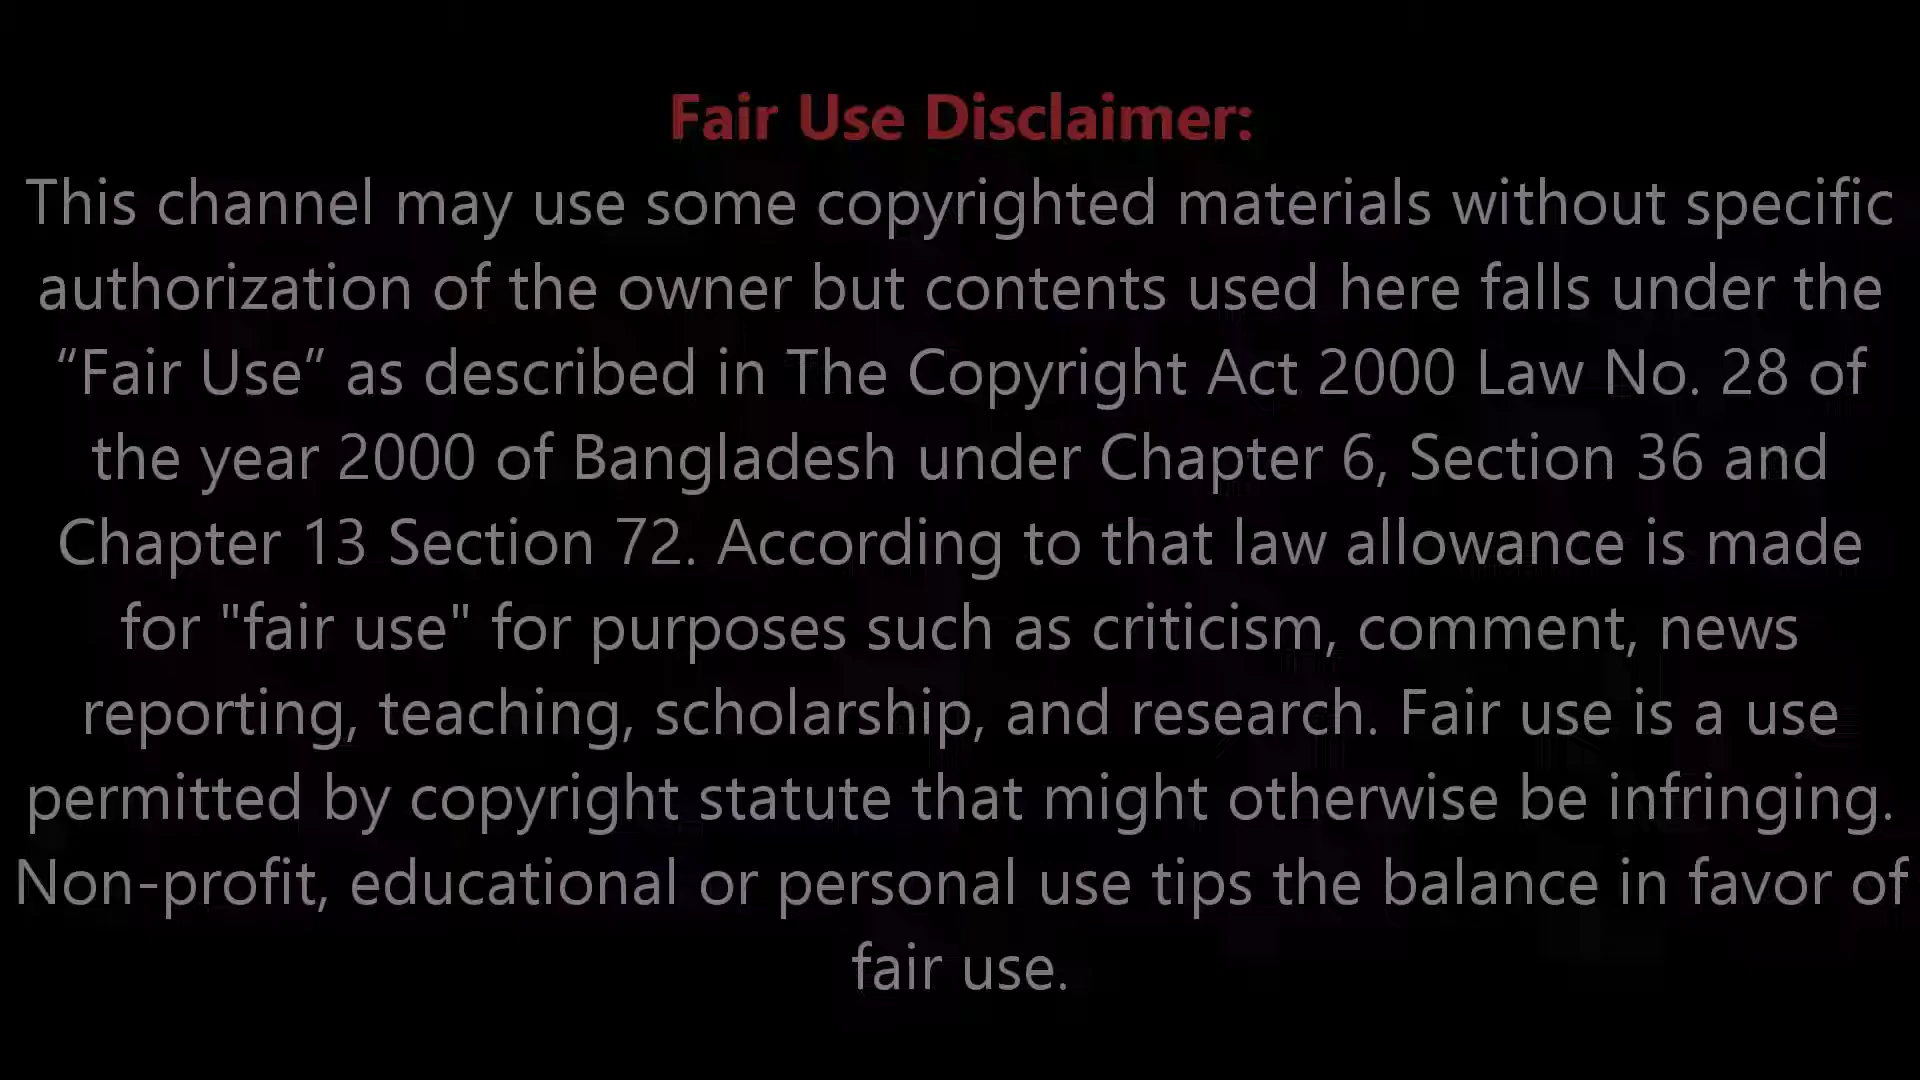 Fair Use Disclaimer:
This channel may use some copyrighted materials without specific
authorization of the owner but contents used here falls under the
“Fair Use” as described in The Copyright Act 2000 Law No. 28 of
the year 2000 of Bangladesh under Chapter 6, Section 36 and
Chapter 13 Section 72. According to that law allowance is made
for "fair use" for purposes such as criticism, comment, news
reporting, teaching, scholarship, and research. Fair use is a use
permitted by copyright statute that might otherwise be infringing.
Non-profit, educational or personal use tips the balance in favor of
fair use.